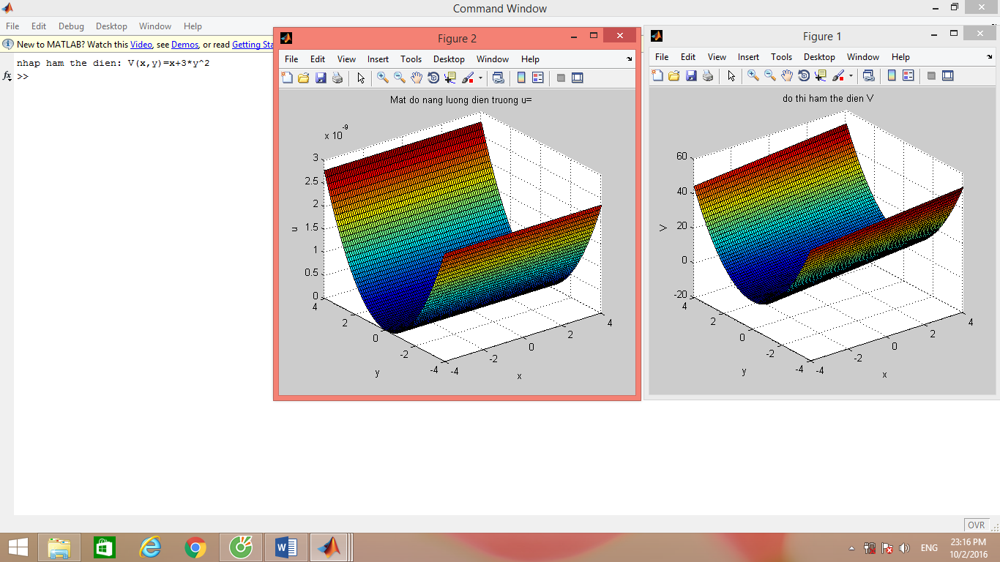 Command Window
File Edit Debug Desktop Window Help
New to MATLAB? Watch this Video, see Demos, or read Getting Sta
nhap ham the dien: V(x,y)=x+3*y^2
fx >>
Figure 2
File Edit View Insert Tools Desktop Window Help
Mat do nang luong dien truong u=
x 10^-9
3
2.5
2
1.5
1
0.5
0
u
4
2
0
-2
-4
y
-4
-2
0
2
4
x
Figure 1
File Edit View Insert Tools Desktop Window Help
do thi ham the dien V
60
40
20
0
-20
V
4
2
0
-2
-4
y
-4
-2
0
2
4
x
OVR
ENG
23:16 PM
10/2/2016